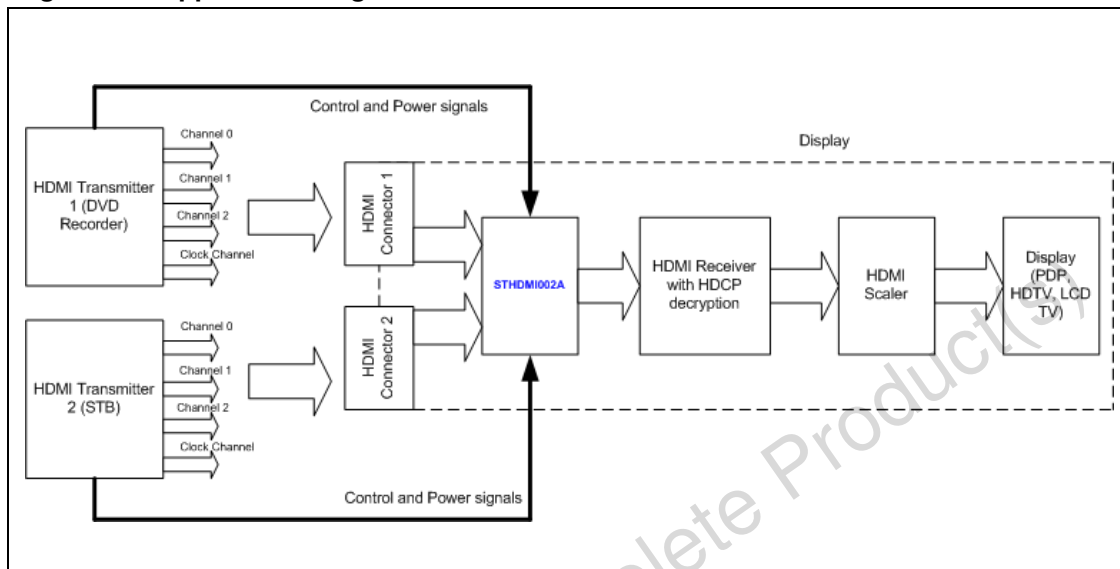 Control and Power signals
Display
HDMI Transmitter
1 (DVD
Recorder)
Channel 0
Channel 1
Channel 2
Clock Channel
HDMI
Connector 1
STHDMI002A
HDMI Receiver
with HDCP
decryption
HDMI
Scaler
Display
(PDP,
HDTV, LCD
TV)
HDMI Transmitter
2 (STB)
Channel 0
Channel 1
Channel 2
Clock Channel
HDMI
Connector 2
Control and Power signals
Product(s)